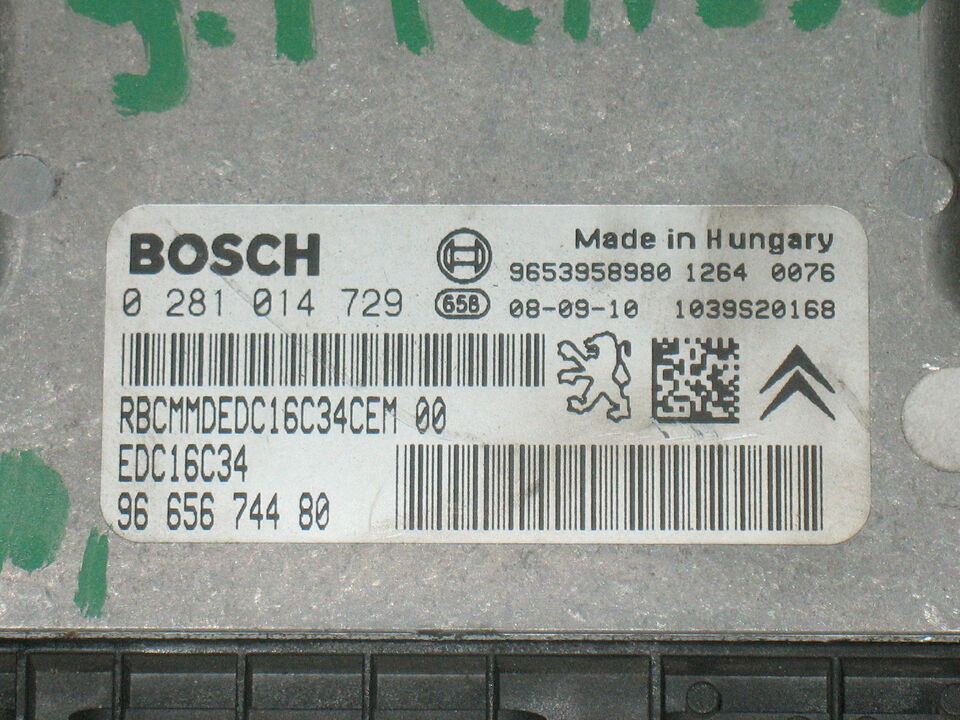 BOSCH
Made in Hungary
9653958980 1264 0076
0 281 014 729
658
08-09-10 1039S20168
RBCMMDEDC16C34CEM 00
EDC16C34
96 656 744 80